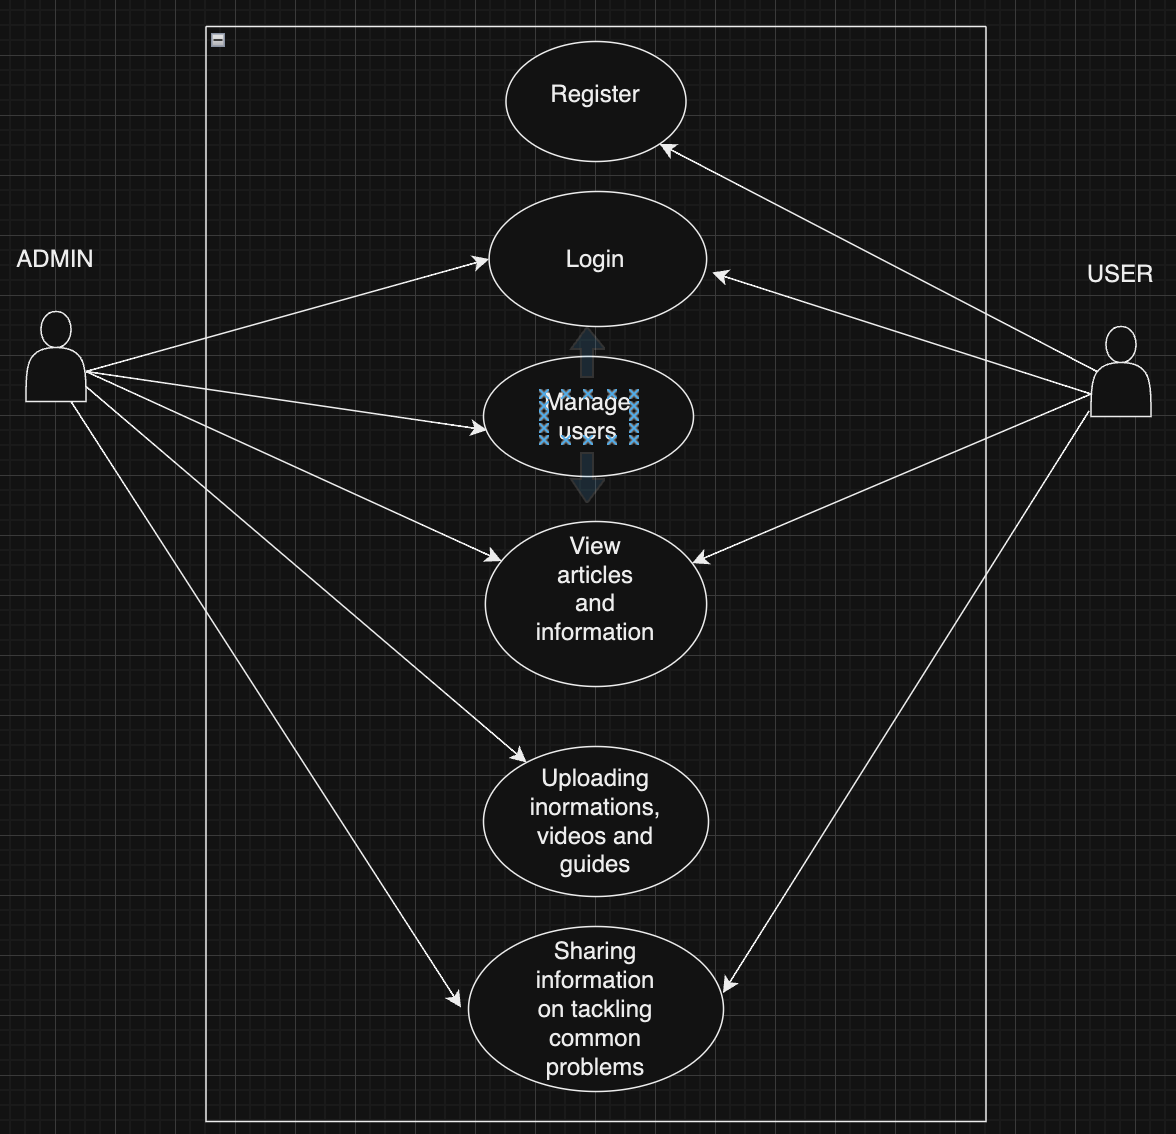 Register
Login
ADMIN
USER
Manage
users
View
articles
and
information
Uploading
inormations,
videos and
guides
Sharing
information
on tackling
common
problems